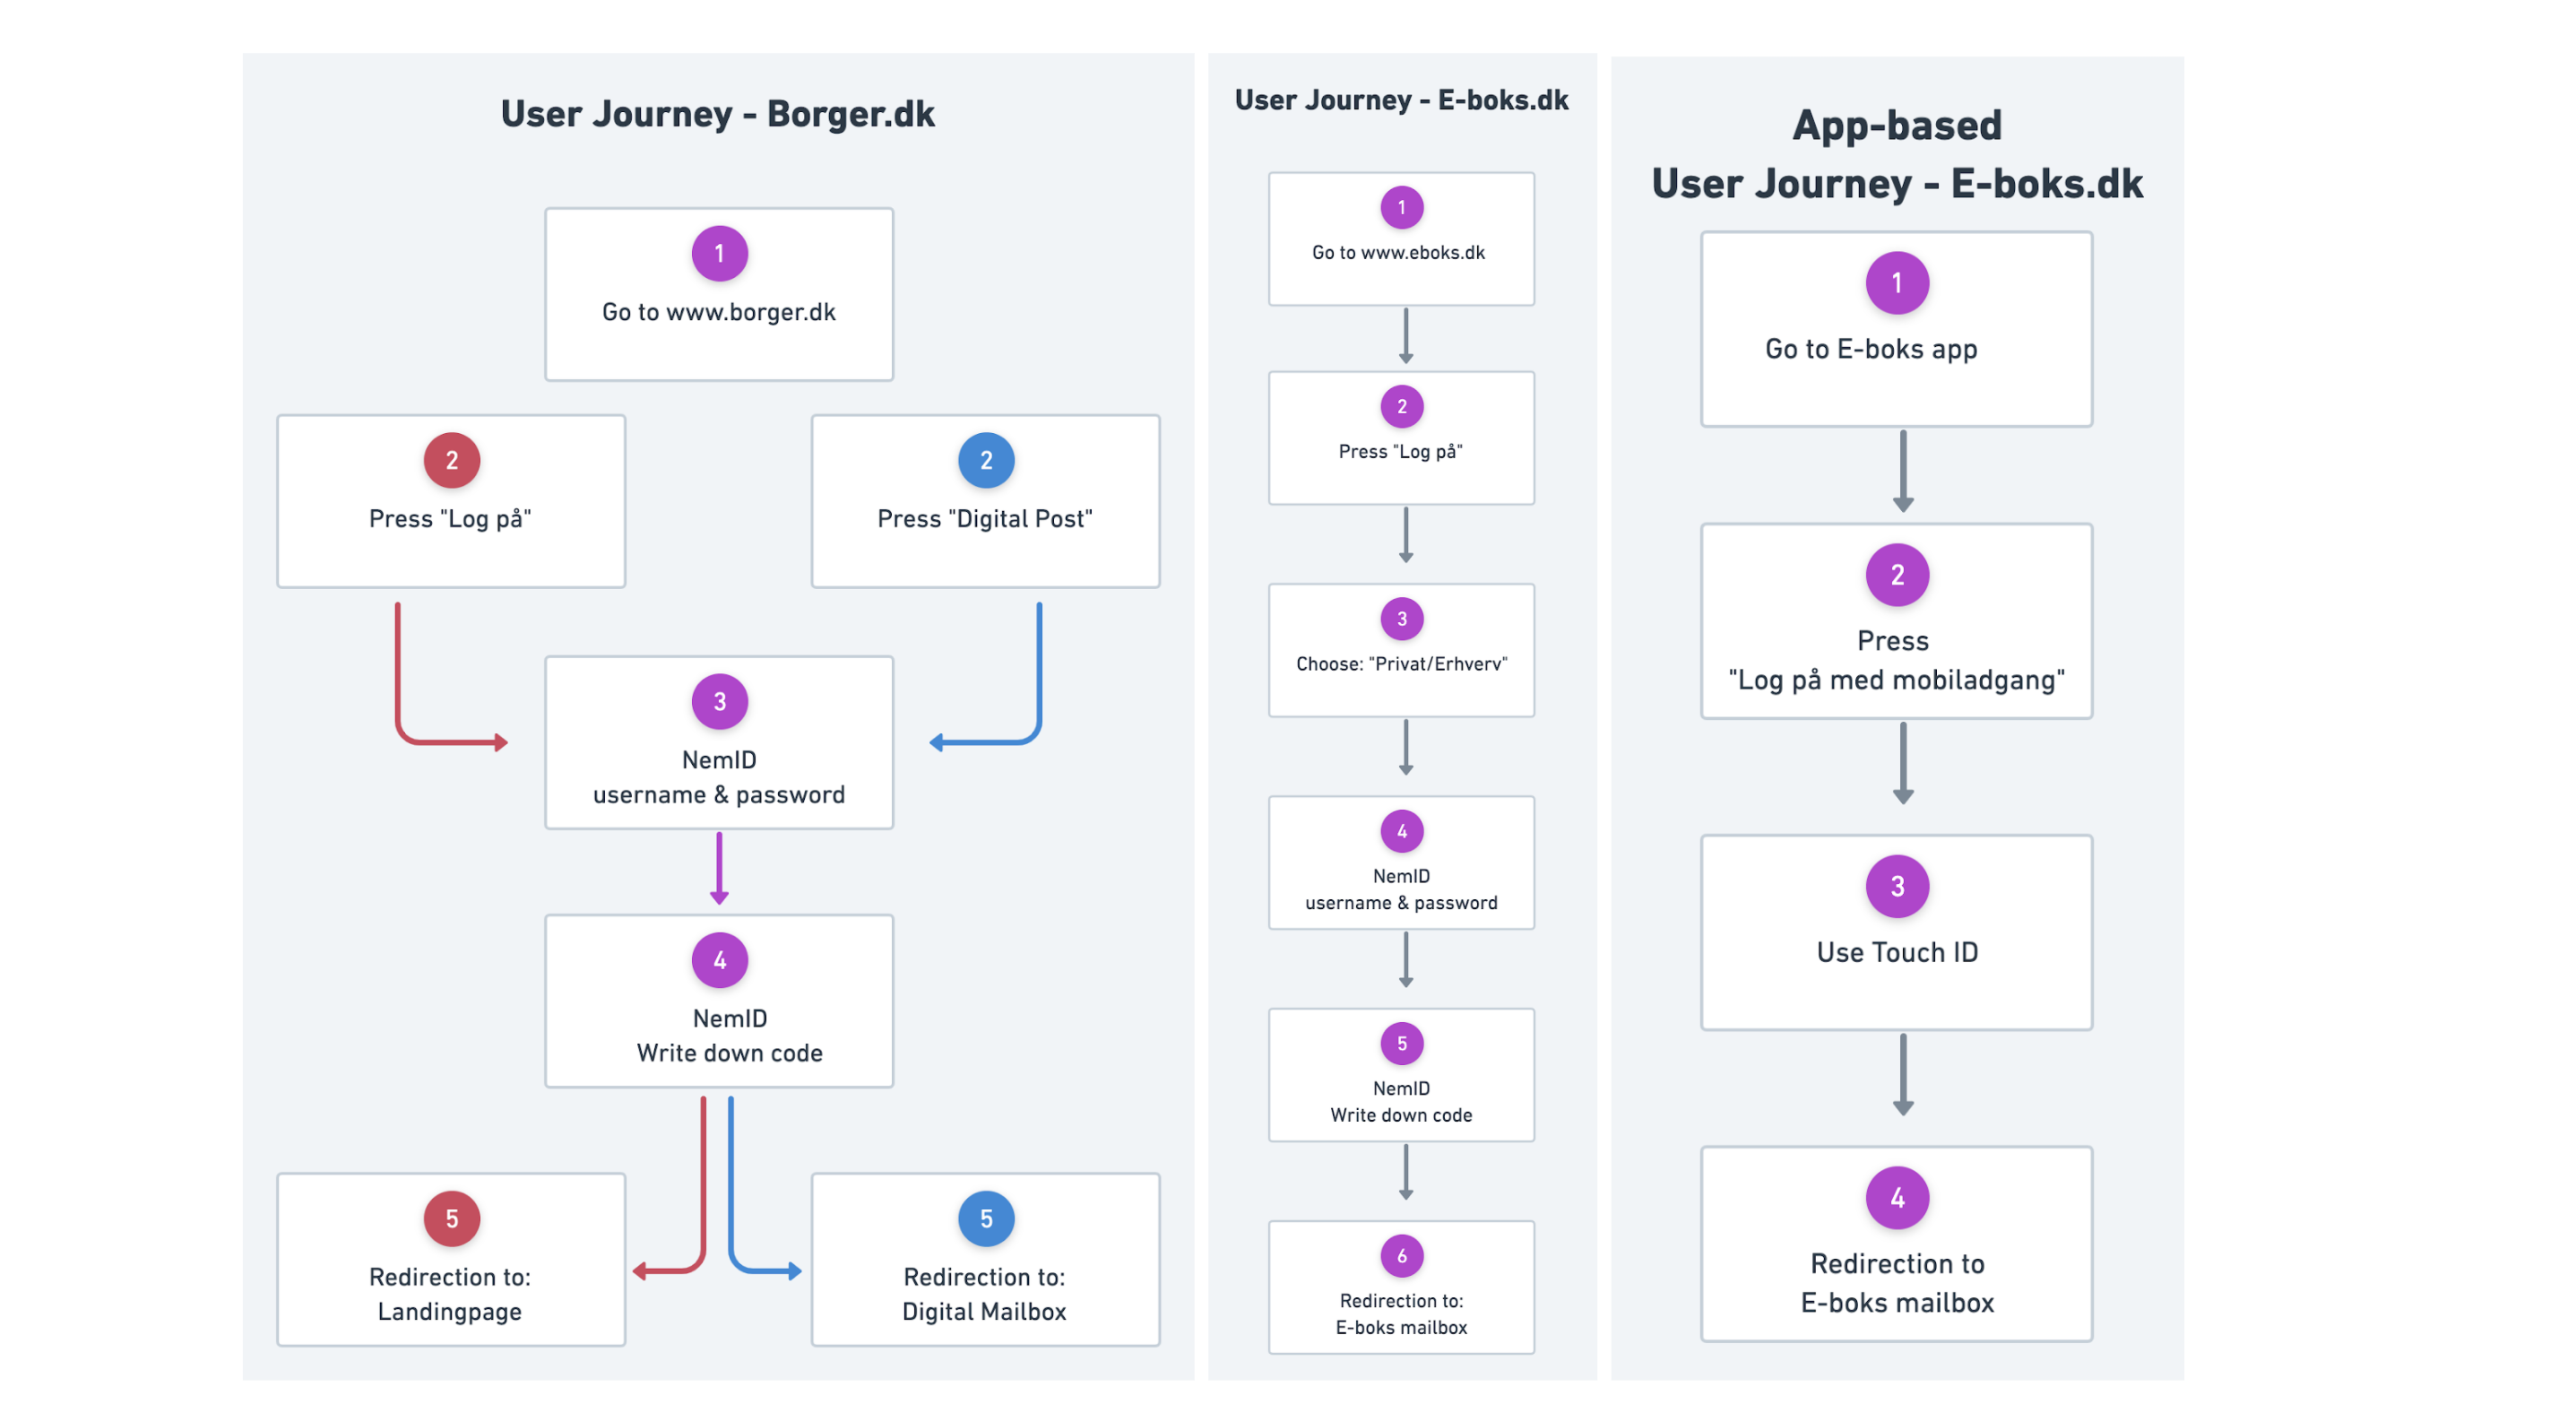 User Journey - Borger.dk
1
Go to www.borger.dk
2
Press "Log på"
2
Press "Digital Post"
3
NemID
username & password
4
NemID
Write down code
5
Redirection to:
Landingpage
5
Redirection to:
Digital Mailbox
User Journey - E-boks.dk
1
Go to www.eboks.dk
2
Press "Log på"
3
Choose: "Privat/Erhverv"
4
NemID
username & password
5
NemID
Write down code
6
Redirection to:
E-boks mailbox
App-based
User Journey - E-boks.dk
1
Go to E-boks app
2
Press
"Log på med mobiladgang"
3
Use Touch ID
4
Redirection to
E-boks mailbox